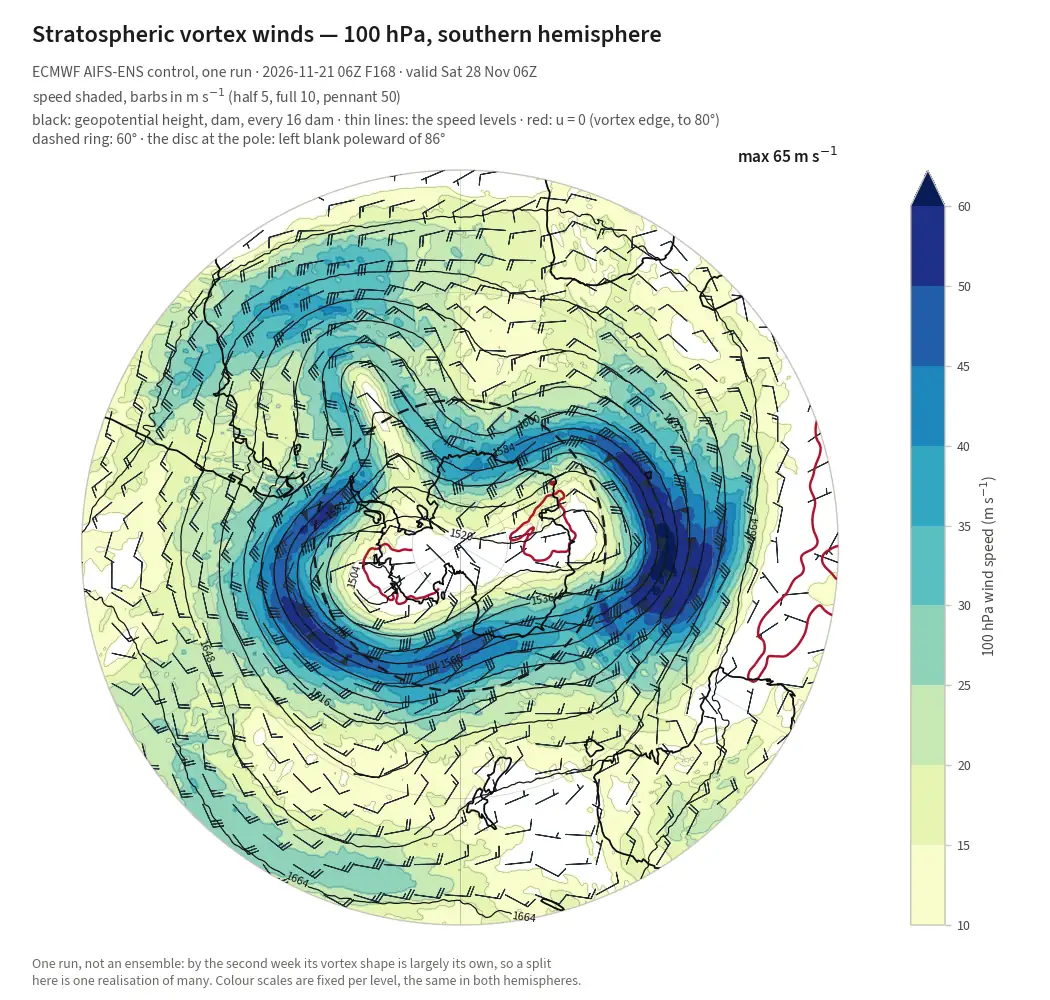 Stratospheric vortex winds — 100 hPa, southern hemisphere
ECMWF AIFS-ENS control, one run · 2026-11-21 06Z F168 · valid Sat 28 Nov 06Z
speed shaded, barbs in m s⁻¹ (half 5, full 10, pennant 50)
black: geopotential height, dam, every 16 dam · thin lines: the speed levels · red: u = 0 (vortex edge, to 80°)
dashed ring: 60° · the disc at the pole: left blank poleward of 86°
max 65 m s⁻¹
60
50
45
40
35
30
25
20
15
10
100 hPa wind speed (m s⁻¹)
1600
1584
1520
1504
1536
1568
1616
1648
1664
1664
1664
One run, not an ensemble: by the second week its vortex shape is largely its own, so a split
here is one realisation of many. Colour scales are fixed per level, the same in both hemispheres.